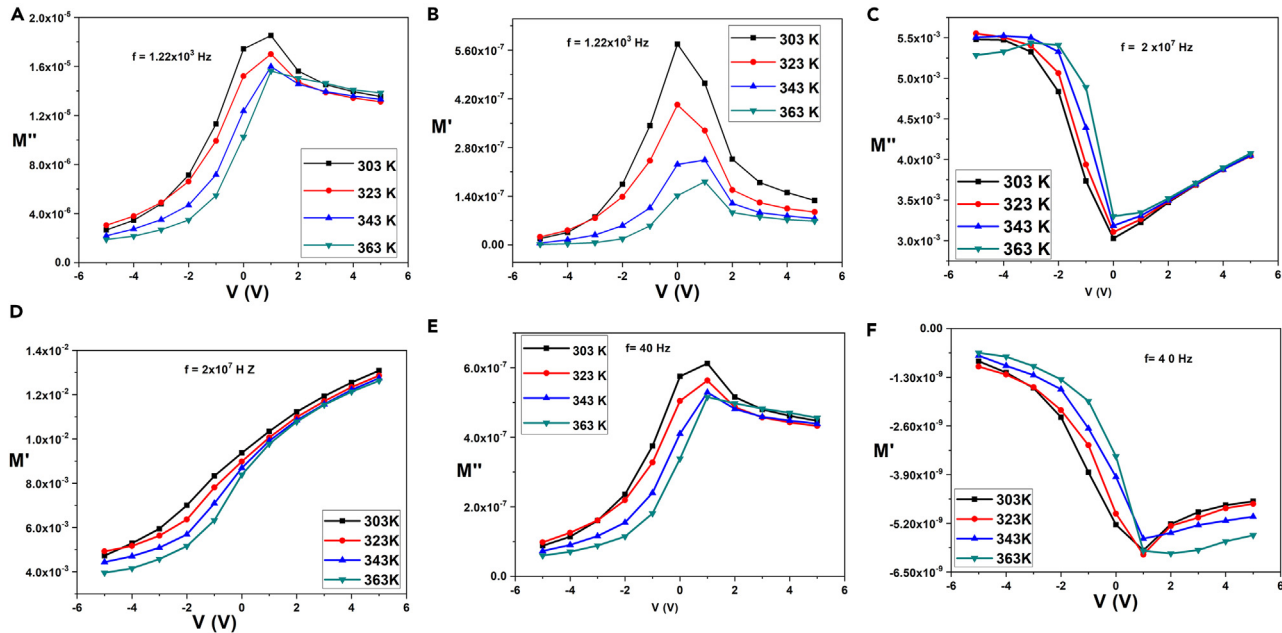 A
2.0x10⁻⁵
1.6x10⁻⁵
1.2x10⁻⁵
8.0x10⁻⁶
4.0x10⁻⁶
0.0
M''
f = 1.22x10³ Hz
303 K
323 K
343 K
363 K
-6 -4 -2 0 2 4 6
V (V)
B
5.60x10⁻⁷
4.20x10⁻⁷
2.80x10⁻⁷
1.40x10⁻⁷
0.00
M'
f = 1.22x10³ Hz
303 K
323 K
343 K
363 K
-6 -4 -2 0 2 4 6
V (V)
C
5.5x10⁻³
5.0x10⁻³
4.5x10⁻³
4.0x10⁻³
3.5x10⁻³
3.0x10⁻³
M''
f = 2 x10⁷ Hz
303 K
323 K
343 K
363 K
-6 -4 -2 0 2 4 6
V (V)
D
1.4x10⁻²
1.2x10⁻²
1.0x10⁻²
8.0x10⁻³
6.0x10⁻³
4.0x10⁻³
M'
f = 2x10⁷ H Z
303K
323K
343K
363K
-6 -4 -2 0 2 4 6
V (V)
E
6.0x10⁻⁷
4.0x10⁻⁷
2.0x10⁻⁷
0.0
M''
303 K
323 K
343 K
363 K
f= 40 Hz
-6 -4 -2 0 2 4 6
V (V)
F
0.00
-1.30x10⁻⁹
-2.60x10⁻⁹
-3.90x10⁻⁹
-5.20x10⁻⁹
-6.50x10⁻⁹
M'
f= 4 0 Hz
303K
323K
343K
363K
-6 -4 -2 0 2 4 6
V (V)